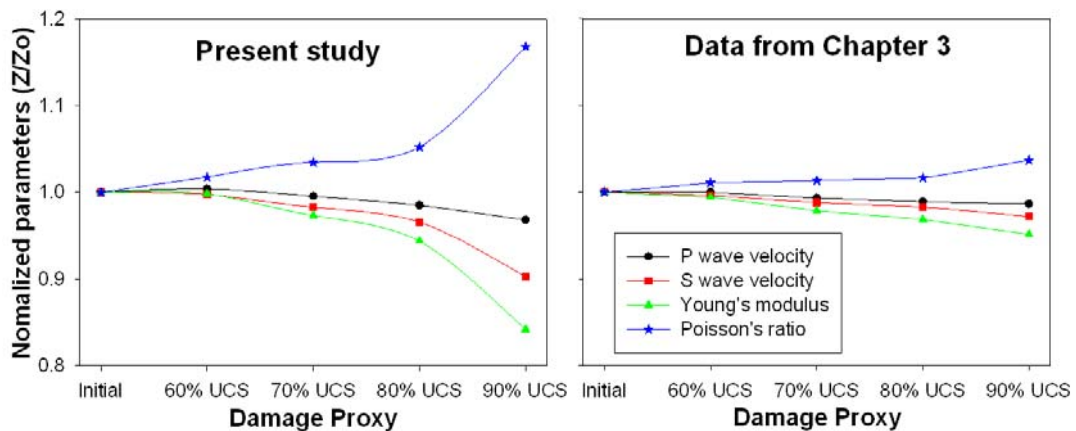 Nomalized parameters (Z/Zo)
1.2
1.1
1.0
0.9
0.8
Present study
Initial 60% UCS 70% UCS 80% UCS 90% UCS
Damage Proxy
Data from Chapter 3
P wave velocity
S wave velocity
Young's modulus
Poisson's ratio
Initial 60% UCS 70% UCS 80% UCS 90% UCS
Damage Proxy